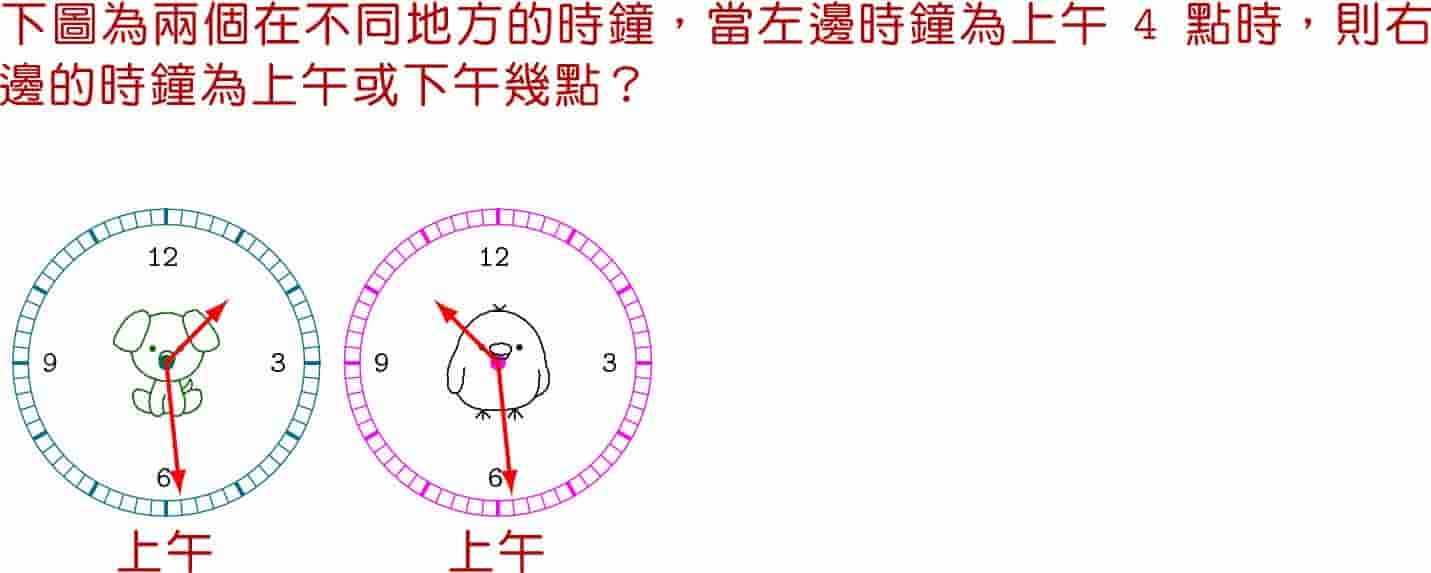 下圖為兩個在不同地方的時鐘，當左邊時鐘為上午 4 點時，則右
邊的時鐘為上午或下午幾點？
12 12
9 3 9 3
6 6
上午 上午